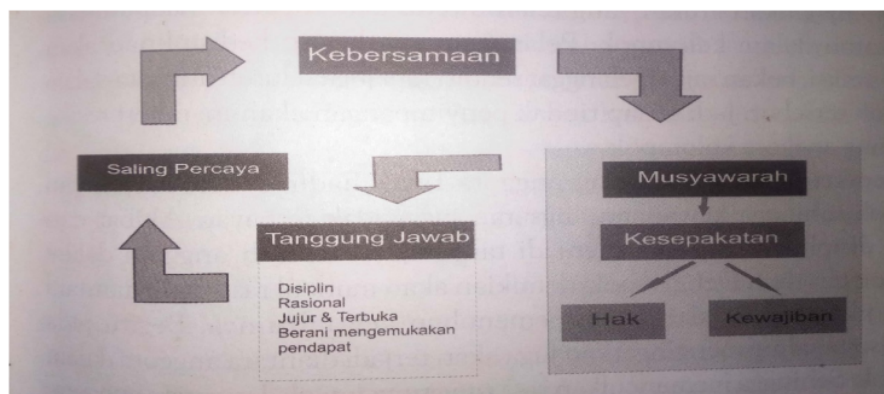 Kebersamaan
Saling Percaya
Musyawarah
Tanggung Jawab
Kesepakatan
Disiplin
Rasional
Jujur & Terbuka
Berani mengemukakan
pendapat
Hak
Kewajiban